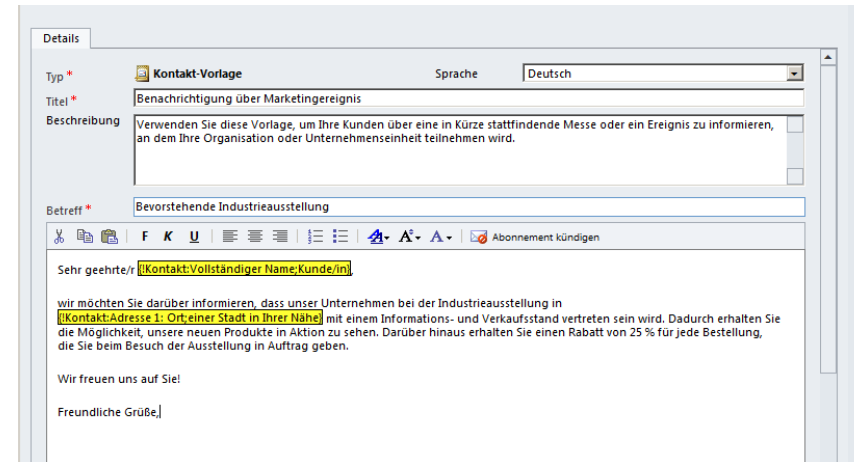 Details
Typ * Kontakt-Vorlage Sprache Deutsch
Titel * Benachrichtigung über Marketingereignis
Beschreibung Verwenden Sie diese Vorlage, um Ihre Kunden über eine in Kürze stattfindende Messe oder ein Ereignis zu informieren,
an dem Ihre Organisation oder Unternehmenseinheit teilnehmen wird.
Betreff * Bevorstehende Industrieausstellung
F K U A A A Abonnement kündigen
Sehr geehrte/r {!Kontakt:Vollständiger Name;Kunde/in},
wir möchten Sie darüber informieren, dass unser Unternehmen bei der Industrieausstellung in
{!Kontakt:Adresse 1: Ort;einer Stadt in Ihrer Nähe} mit einem Informations- und Verkaufsstand vertreten sein wird. Dadurch erhalten Sie
die Möglichkeit, unsere neuen Produkte in Aktion zu sehen. Darüber hinaus erhalten Sie einen Rabatt von 25 % für jede Bestellung,
die Sie beim Besuch der Ausstellung in Auftrag geben.
Wir freuen uns auf Sie!
Freundliche Grüße,